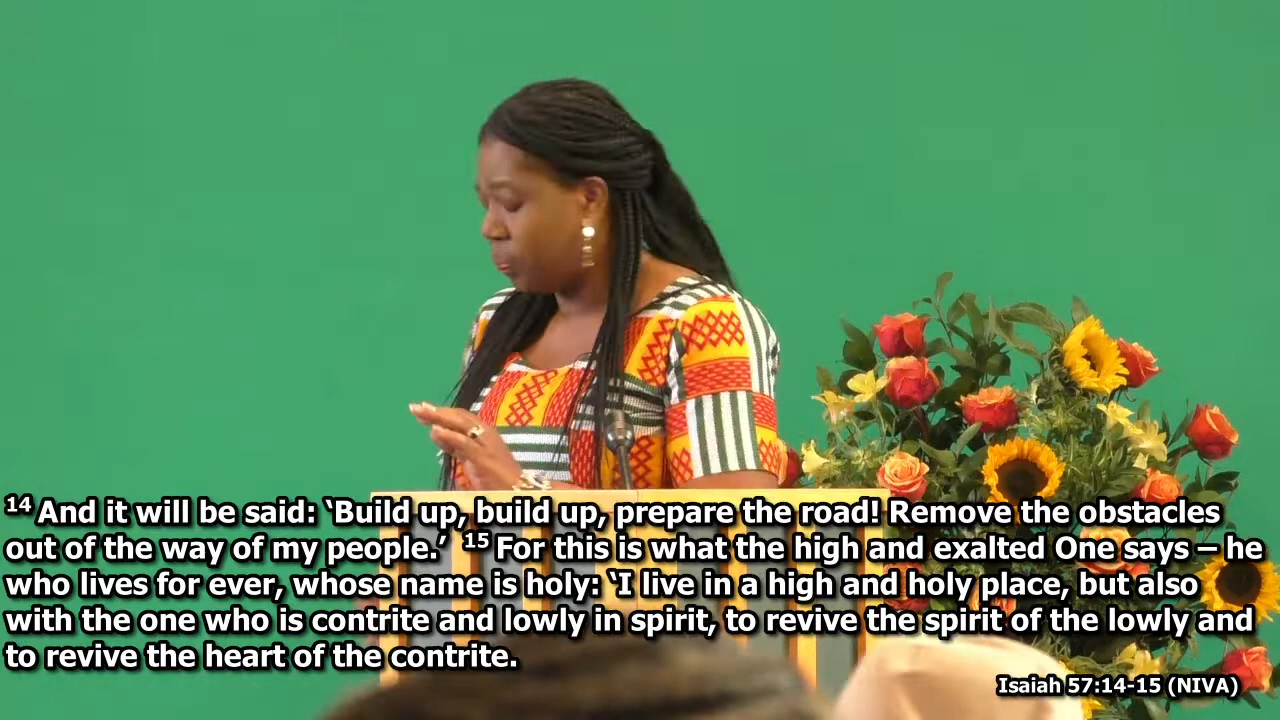 ¹⁴ And it will be said: ‘Build up, build up, prepare the road! Remove the obstacles
out of the way of my people.’ ¹⁵ For this is what the high and exalted One says – he
who lives for ever, whose name is holy: ‘I live in a high and holy place, but also
with the one who is contrite and lowly in spirit, to revive the spirit of the lowly and
to revive the heart of the contrite.
Isaiah 57:14-15 (NIVA)